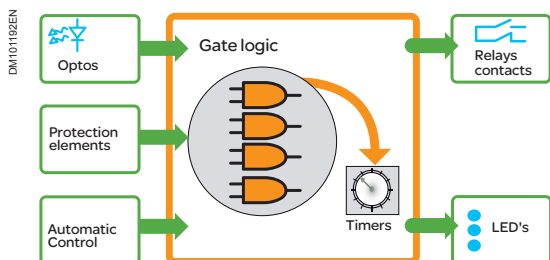 DM101192EN
Optos
Protection
elements
Automatic
Control
Gate logic
Timers
Relays
contacts
LED's